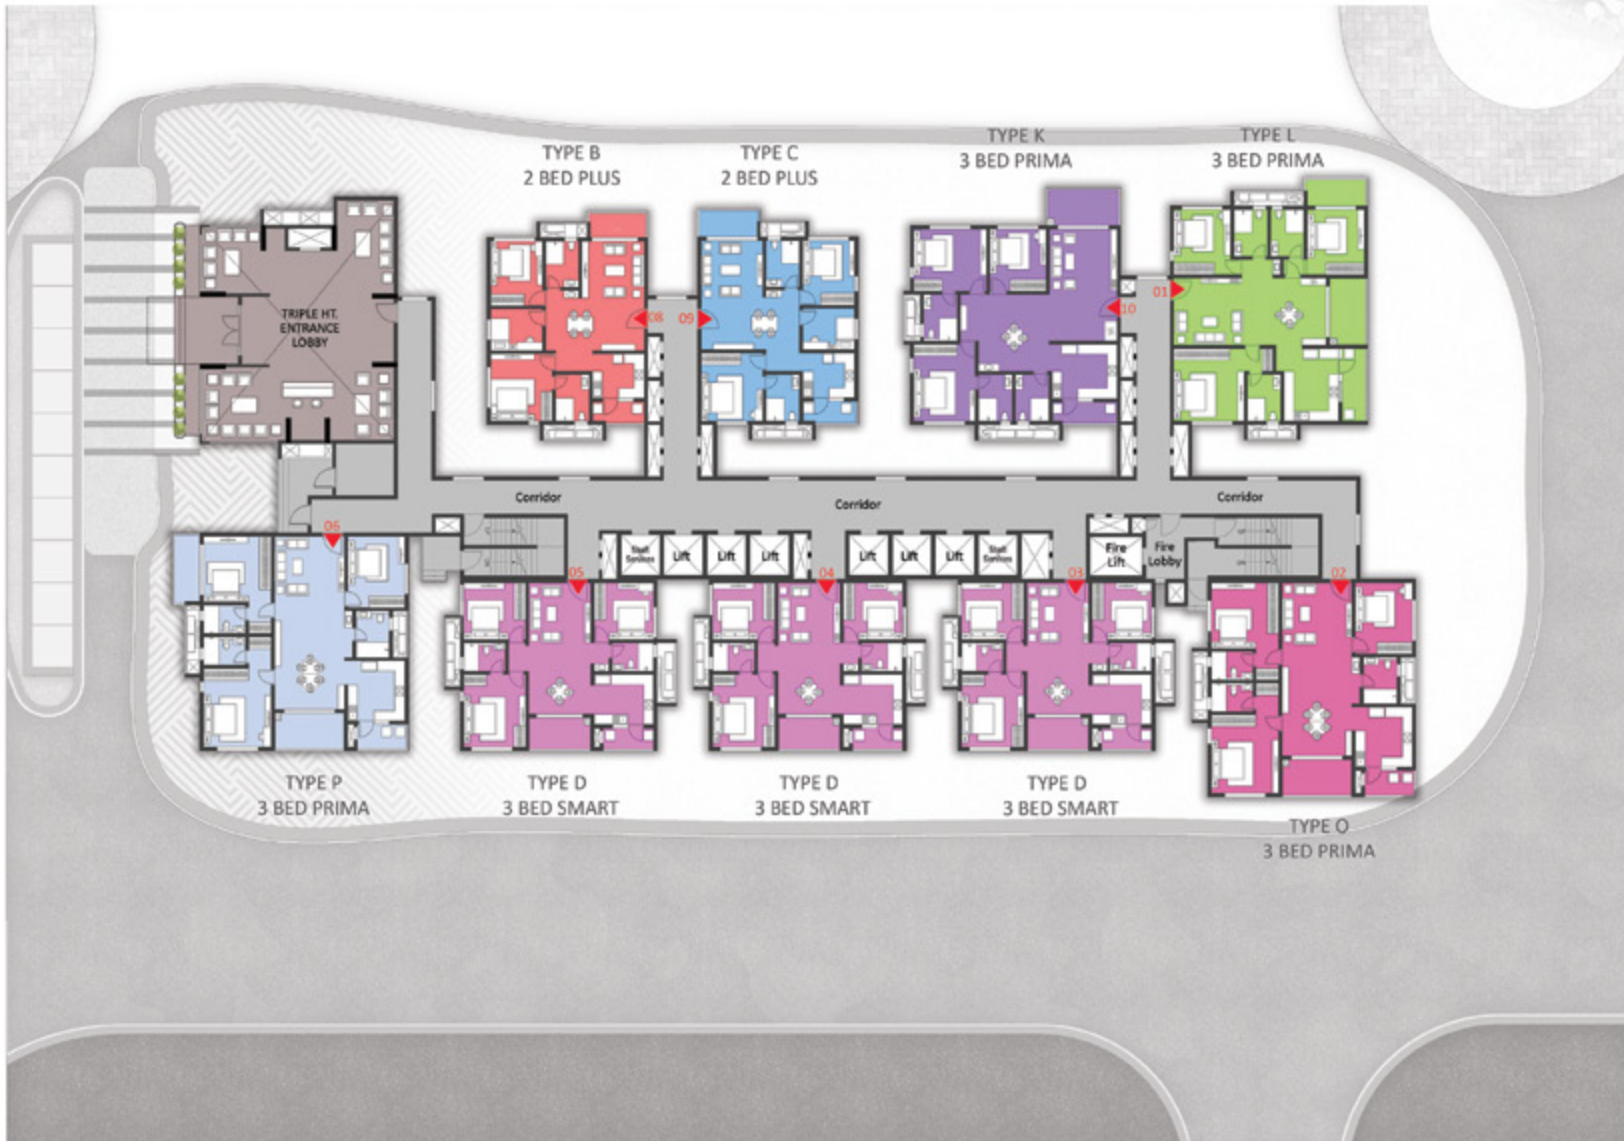 TYPE K
3 BED PRIMA
TYPE L
3 BED PRIMA
TYPE B
2 BED PLUS
TYPE C
2 BED PLUS
TRIPLE HT.
ENTRANCE
LOBBY
08
09
10
01
Corridor
Corridor
Corridor
06
Lift
Lift
Lift
Lift
Lift
Lift
Fire
Lift
Fire
Lobby
05
04
03
02
TYPE P
3 BED PRIMA
TYPE D
3 BED SMART
TYPE D
3 BED SMART
TYPE D
3 BED SMART
TYPE O
3 BED PRIMA